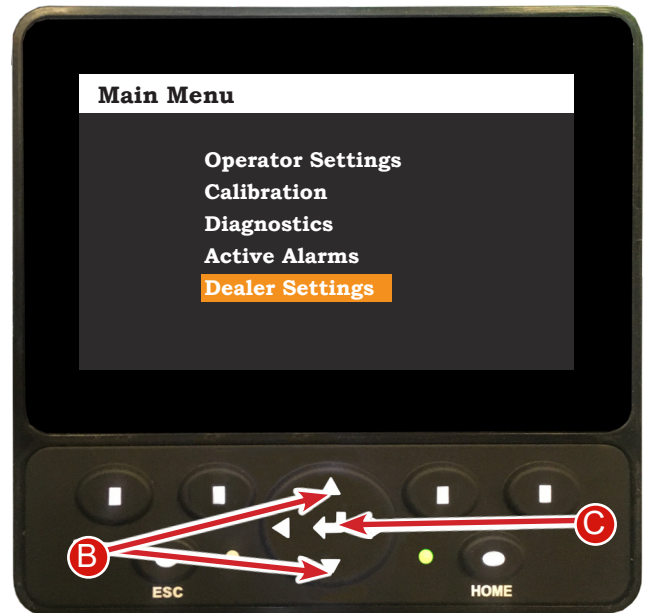 Main Menu
Operator Settings
Calibration
Diagnostics
Active Alarms
Dealer Settings
B
C
ESC
HOME